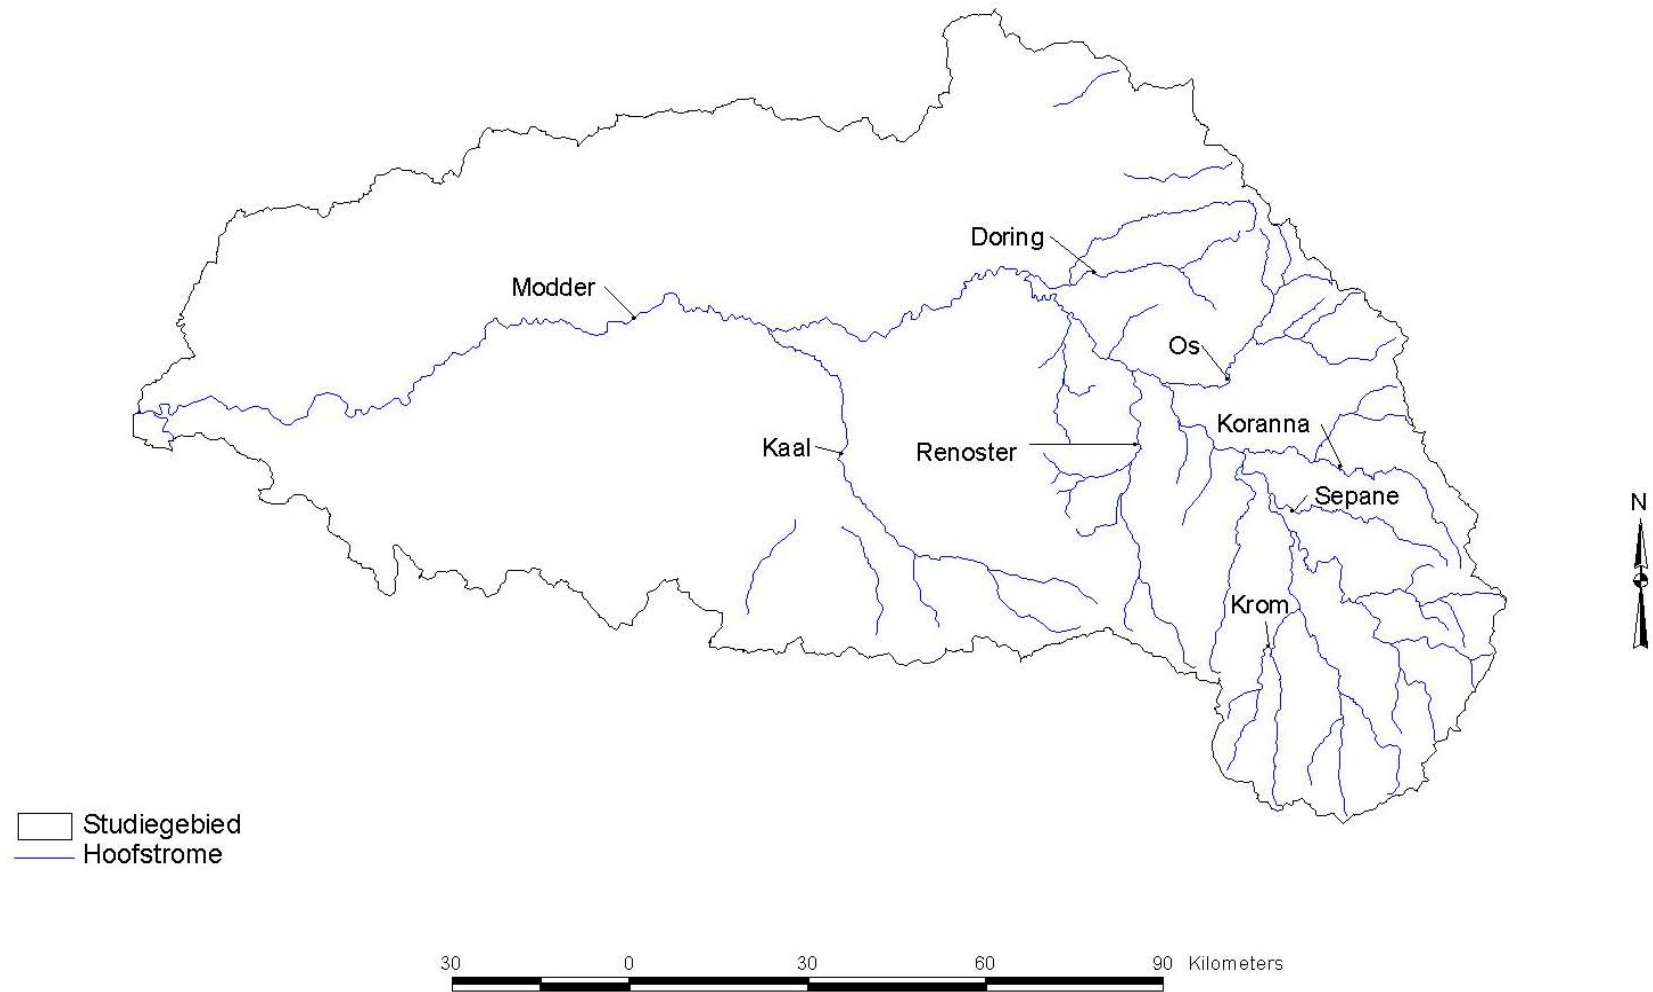 Doring
Modder
Os
Koranna
Kaal
Renoster
Sepane
N
Krom
Studiegebied
Hoofstrome
30 0 30 60 90 Kilometers